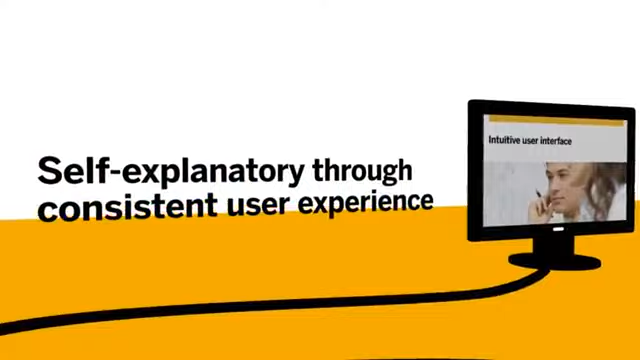 Self-explanatory through
consistent user experience
Intuitive user interface